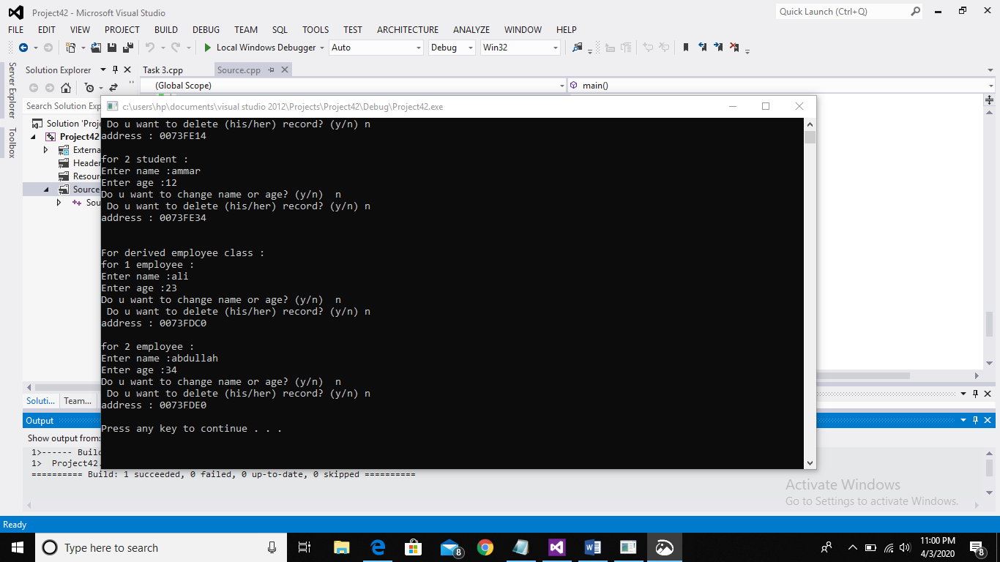 Project42 - Microsoft Visual Studio
Quick Launch (Ctrl+Q)
FILE EDIT VIEW PROJECT BUILD DEBUG TEAM SQL TOOLS TEST ARCHITECTURE ANALYZE WINDOW HELP
Local Windows Debugger Auto Debug Win32
Server Explorer
Toolbox
Solution Explorer
Task 3.cpp Source.cpp
(Global Scope) main()
Search Solution Exp
Solution 'Proje
Project42
Externa
Header
Resour
Source
Sou
c:\users\hp\documents\visual studio 2012\Projects\Project42\Debug\Project42.exe
Do u want to delete (his/her) record? (y/n) n
address : 0073FE14
for 2 student :
Enter name :ammar
Enter age :12
Do u want to change name or age? (y/n)  n
Do u want to delete (his/her) record? (y/n) n
address : 0073FE34
For derived employee class :
for 1 employee :
Enter name :ali
Enter age :23
Do u want to change name or age? (y/n)  n
Do u want to delete (his/her) record? (y/n) n
address : 0073FDC0
for 2 employee :
Enter name :abdullah
Enter age :34
Do u want to change name or age? (y/n)  n
Do u want to delete (his/her) record? (y/n) n
address : 0073FDE0
Press any key to continue . . .
Soluti... Team...
Output
Show output from:
1>------ Build
1>  Project42.
========== Build: 1 succeeded, 0 failed, 0 up-to-date, 0 skipped ==========
Activate Windows
Go to Settings to activate Windows.
Ready
Type here to search
8
11:00 PM
4/3/2020
8